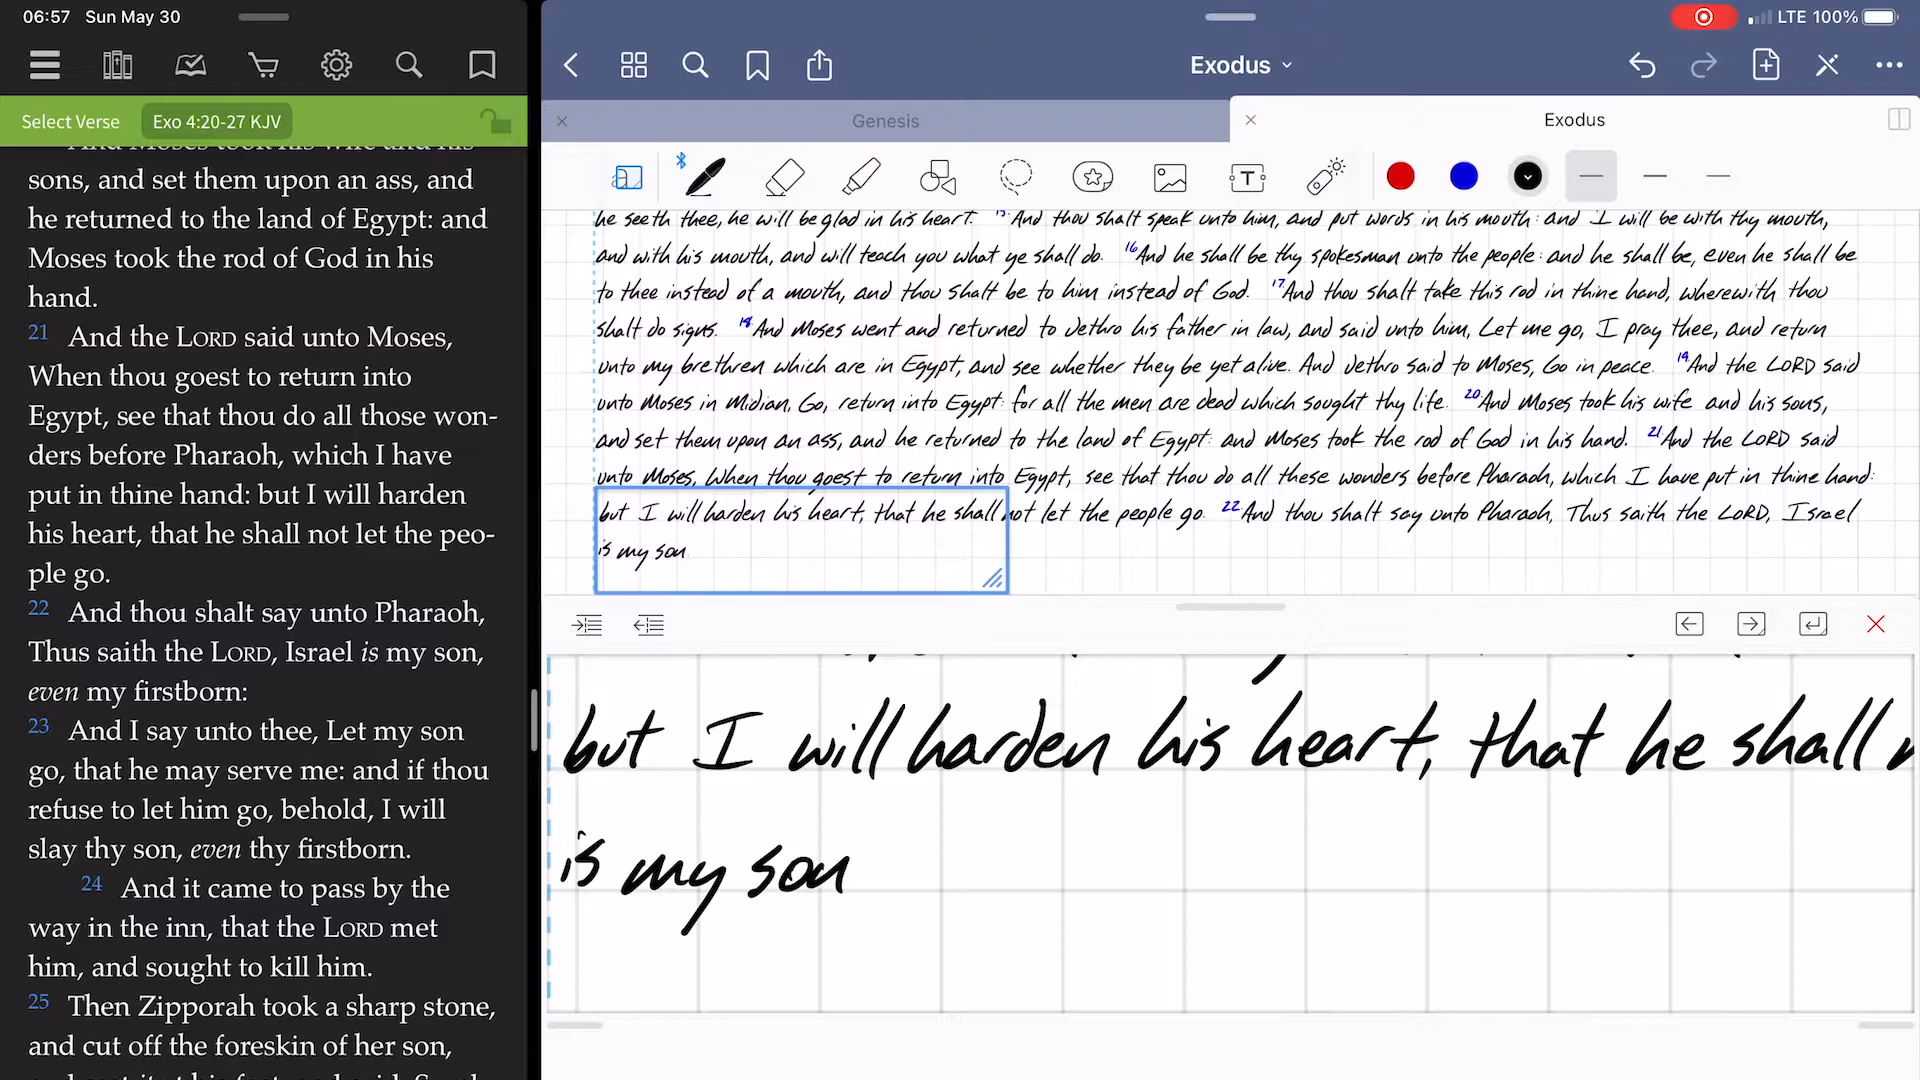 06:57 Sun May 30
Select Verse Exo 4:20-27 KJV
And Moses took his wife and his
sons, and set them upon an ass, and
he returned to the land of Egypt: and
Moses took the rod of God in his
hand.
21 And the LORD said unto Moses,
When thou goest to return into
Egypt, see that thou do all those won-
ders before Pharaoh, which I have
put in thine hand: but I will harden
his heart, that he shall not let the peo-
ple go.
22 And thou shalt say unto Pharaoh,
Thus saith the LORD, Israel is my son,
even my firstborn:
23 And I say unto thee, Let my son
go, that he may serve me: and if thou
refuse to let him go, behold, I will
slay thy son, even thy firstborn.
24 And it came to pass by the
way in the inn, that the LORD met
him, and sought to kill him.
25 Then Zipporah took a sharp stone,
and cut off the foreskin of her son,
LTE 100%
Exodus
Genesis
Exodus
T
he seeth thee, he will be glad in his heart. 15 And thou shalt speak unto him, and put words in his mouth: and I will be with thy mouth,
and with his mouth, and will teach you what ye shall do. 16 And he shall be thy spokesman unto the people: and he shall be, even he shall be
to thee instead of a mouth, and thou shalt be to him instead of God. 17 And thou shalt take this rod in thine hand, wherewith thou
shalt do signs. 18 And Moses went and returned to Jethro his father in law, and said unto him, Let me go, I pray thee, and return
unto my brethren which are in Egypt, and see whether they be yet alive. And Jethro said to Moses, Go in peace. 19 And the LORD said
unto Moses in Midian, Go, return into Egypt: for all the men are dead which sought thy life. 20 And Moses took his wife and his sons,
and set them upon an ass, and he returned to the land of Egypt: and Moses took the rod of God in his hand. 21 And the LORD said
unto Moses, When thou goest to return into Egypt, see that thou do all these wonders before Pharaoh, which I have put in thine hand:
but I will harden his heart, that he shall not let the people go. 22 And thou shalt say unto Pharaoh, Thus saith the LORD, Israel
is my son
but I will harden his heart, that he shall
is my son